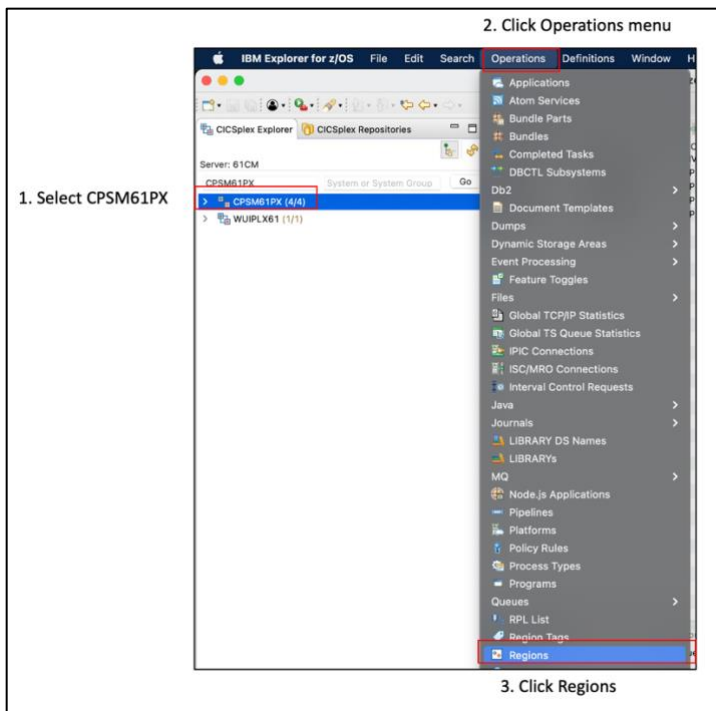 2. Click Operations menu
IBM Explorer for z/OS File Edit Search Operations Definitions Window H
CICSplex Explorer CICSplex Repositories
Server: 61CM
CPSM61PX System or System Group Go
1. Select CPSM61PX
CPSM61PX (4/4)
WUIPLX61 (1/1)
Applications
Atom Services
Bundle Parts
Bundles
Completed Tasks
DBCTL Subsystems
Db2
Document Templates
Dumps
Dynamic Storage Areas
Event Processing
Feature Toggles
Files
Global TCP/IP Statistics
Global TS Queue Statistics
IPIC Connections
ISC/MRO Connections
Interval Control Requests
Java
Journals
LIBRARY DS Names
LIBRARYs
MQ
Node.js Applications
Pipelines
Platforms
Policy Rules
Process Types
Programs
Queues
RPL List
Region Tags
Regions
3. Click Regions